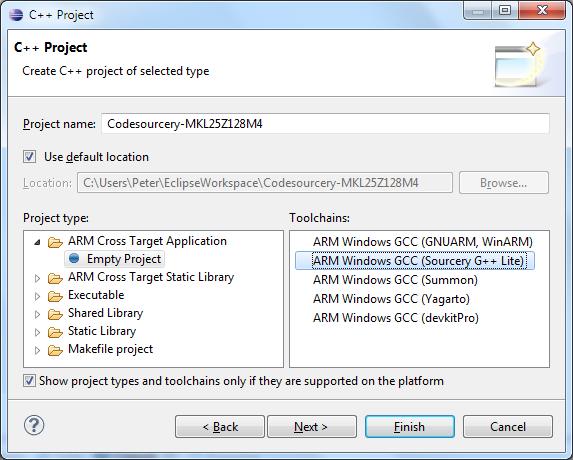 C++ Project
C++ Project
Create C++ project of selected type
Project name: Codesourcery-MKL25Z128M4
Use default location
Location: C:\Users\Peter\EclipseWorkspace\Codesourcery-MKL25Z128M4 Browse...
Project type:
ARM Cross Target Application
Empty Project
ARM Cross Target Static Library
Executable
Shared Library
Static Library
Makefile project
Toolchains:
ARM Windows GCC (GNUARM, WinARM)
ARM Windows GCC (Sourcery G++ Lite)
ARM Windows GCC (Summon)
ARM Windows GCC (Yagarto)
ARM Windows GCC (devkitPro)
Show project types and toolchains only if they are supported on the platform
? < Back Next > Finish Cancel